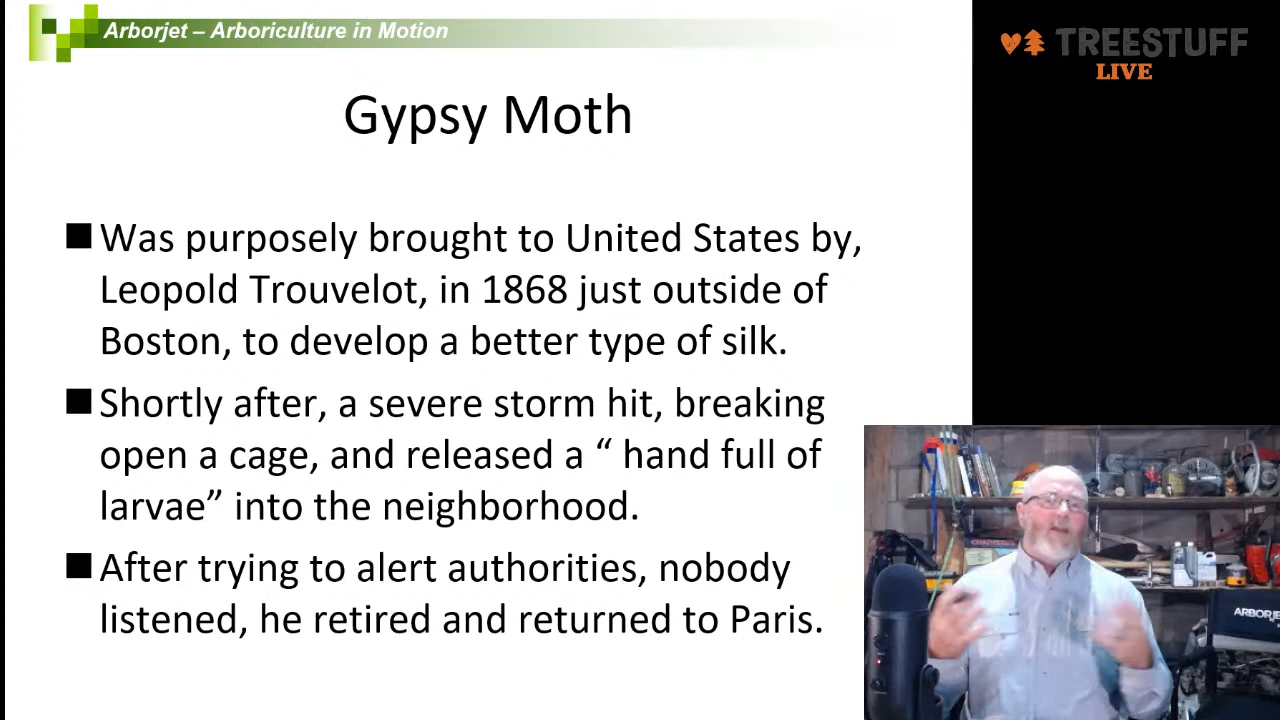 Arborjet – Arboriculture in Motion
TREESTUFF
LIVE
Gypsy Moth
Was purposely brought to United States by,
Leopold Trouvelot, in 1868 just outside of
Boston, to develop a better type of silk.
Shortly after, a severe storm hit, breaking
open a cage, and released a “ hand full of
larvae” into the neighborhood.
After trying to alert authorities, nobody
listened, he retired and returned to Paris.
ARBORJE